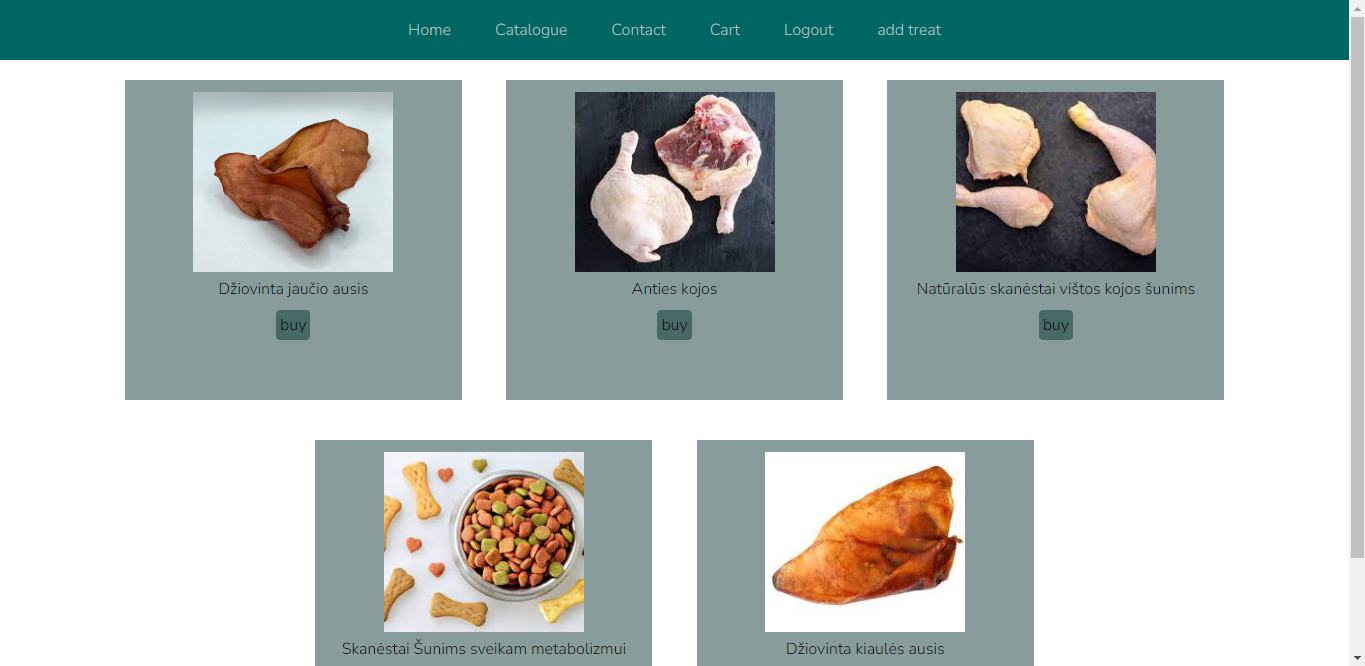 Home Catalogue Contact Cart Logout add treat
Džiovinta jaučio ausis
buy
Anties kojos
buy
Natūralūs skanėstai vištos kojos šunims
buy
Skanėstai Šunims sveikam metabolizmui
Džiovinta kiaulės ausis